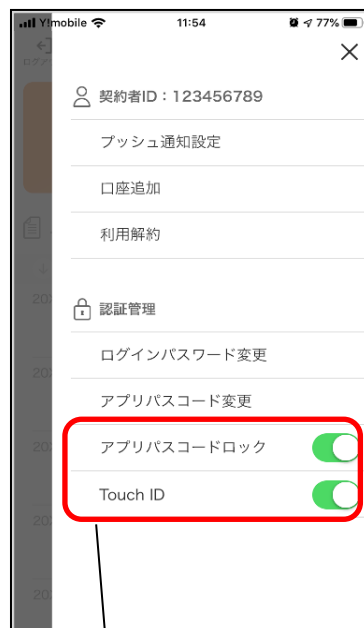 Y!mobile 11:54 77%
契約者ID：123456789
プッシュ通知設定
口座追加
利用解約
認証管理
ログインパスワード変更
アプリパスコード変更
アプリパスコードロック
Touch ID